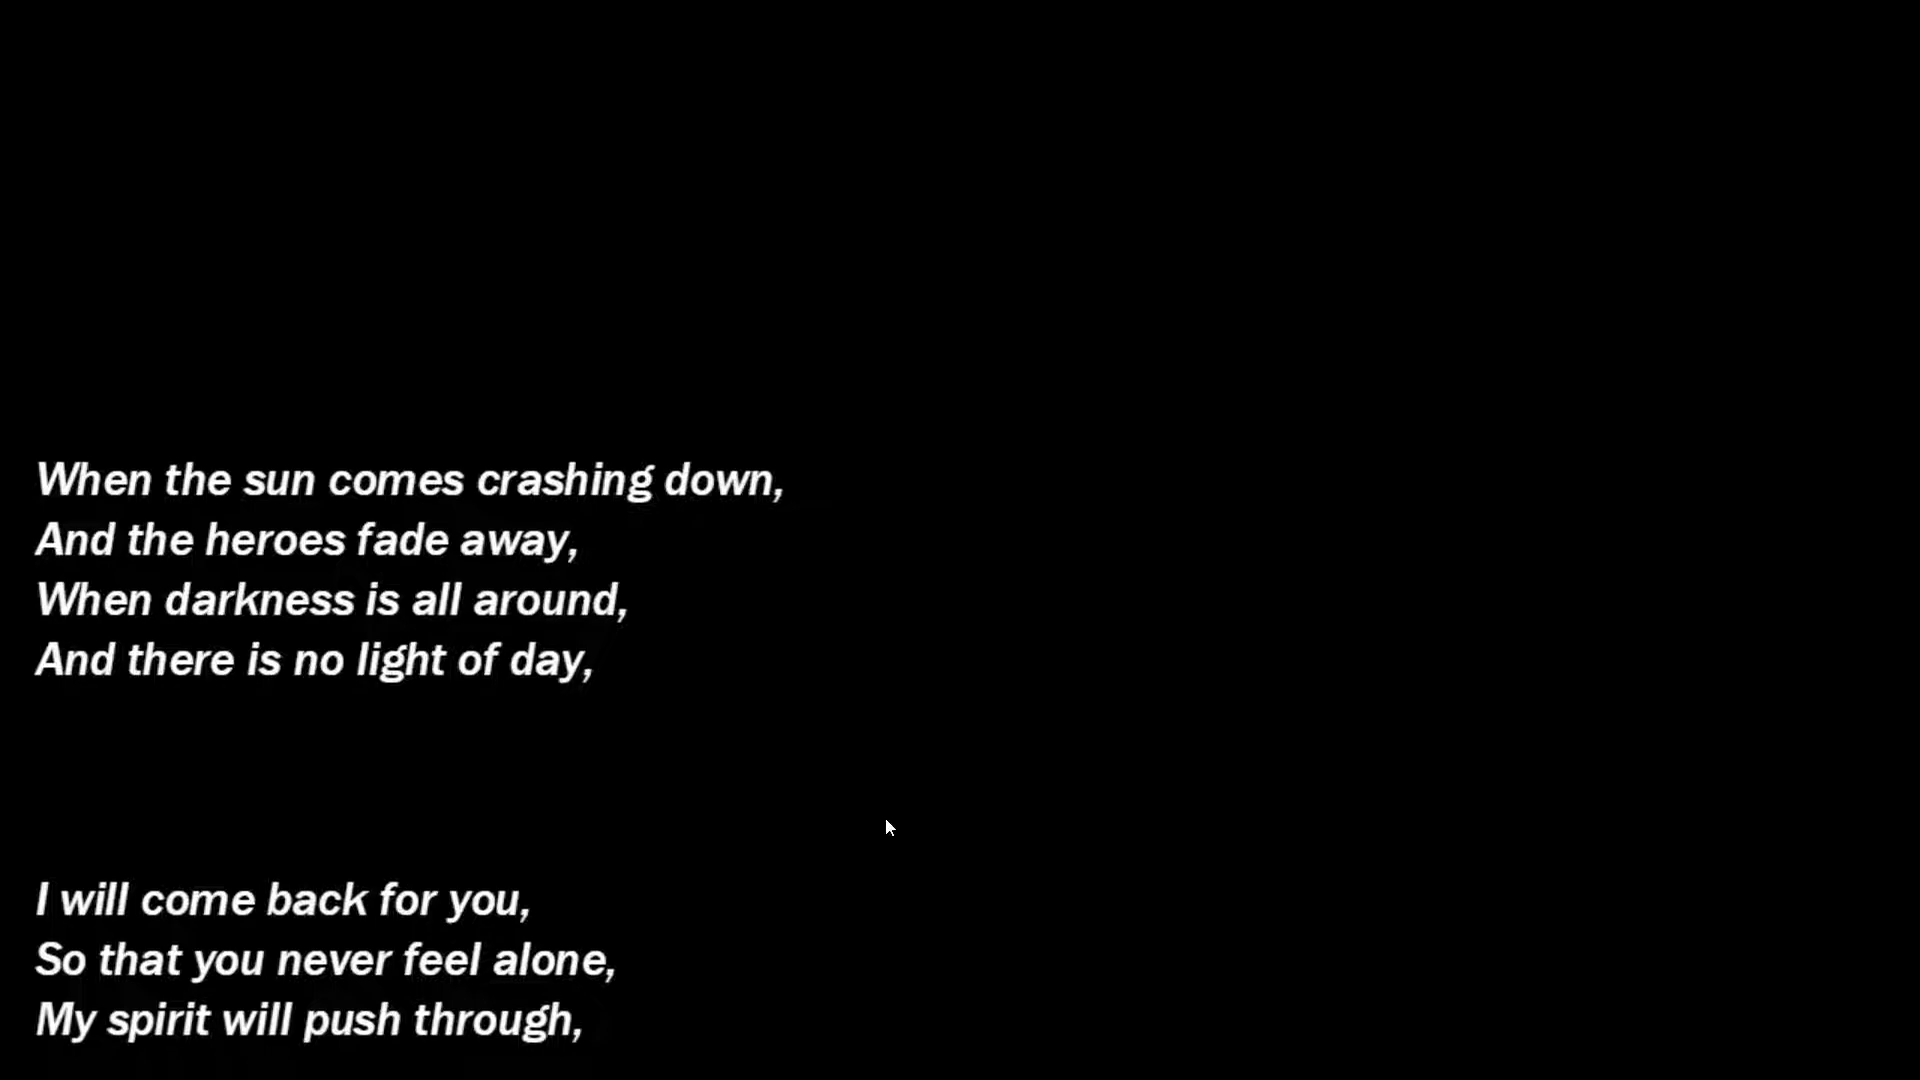 When the sun comes crashing down,
And the heroes fade away,
When darkness is all around,
And there is no light of day,
I will come back for you,
So that you never feel alone,
My spirit will push through,